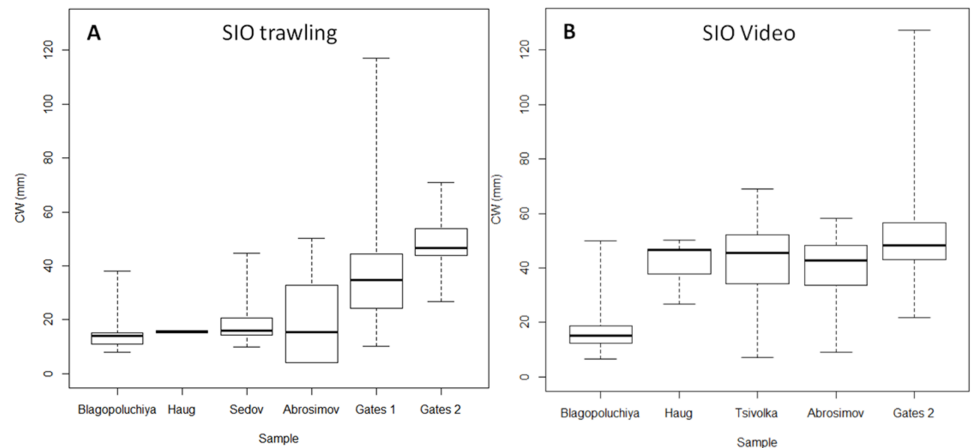 A SIO trawling
CW (mm)
120
100
80
60
40
20
0
Blagopoluchiya Haug Sedov Abrosimov Gates 1 Gates 2
Sample
B SIO Video
CW (mm)
120
100
80
60
40
20
0
Blagopoluchiya Haug Tsivolka Abrosimov Gates 2
Sample